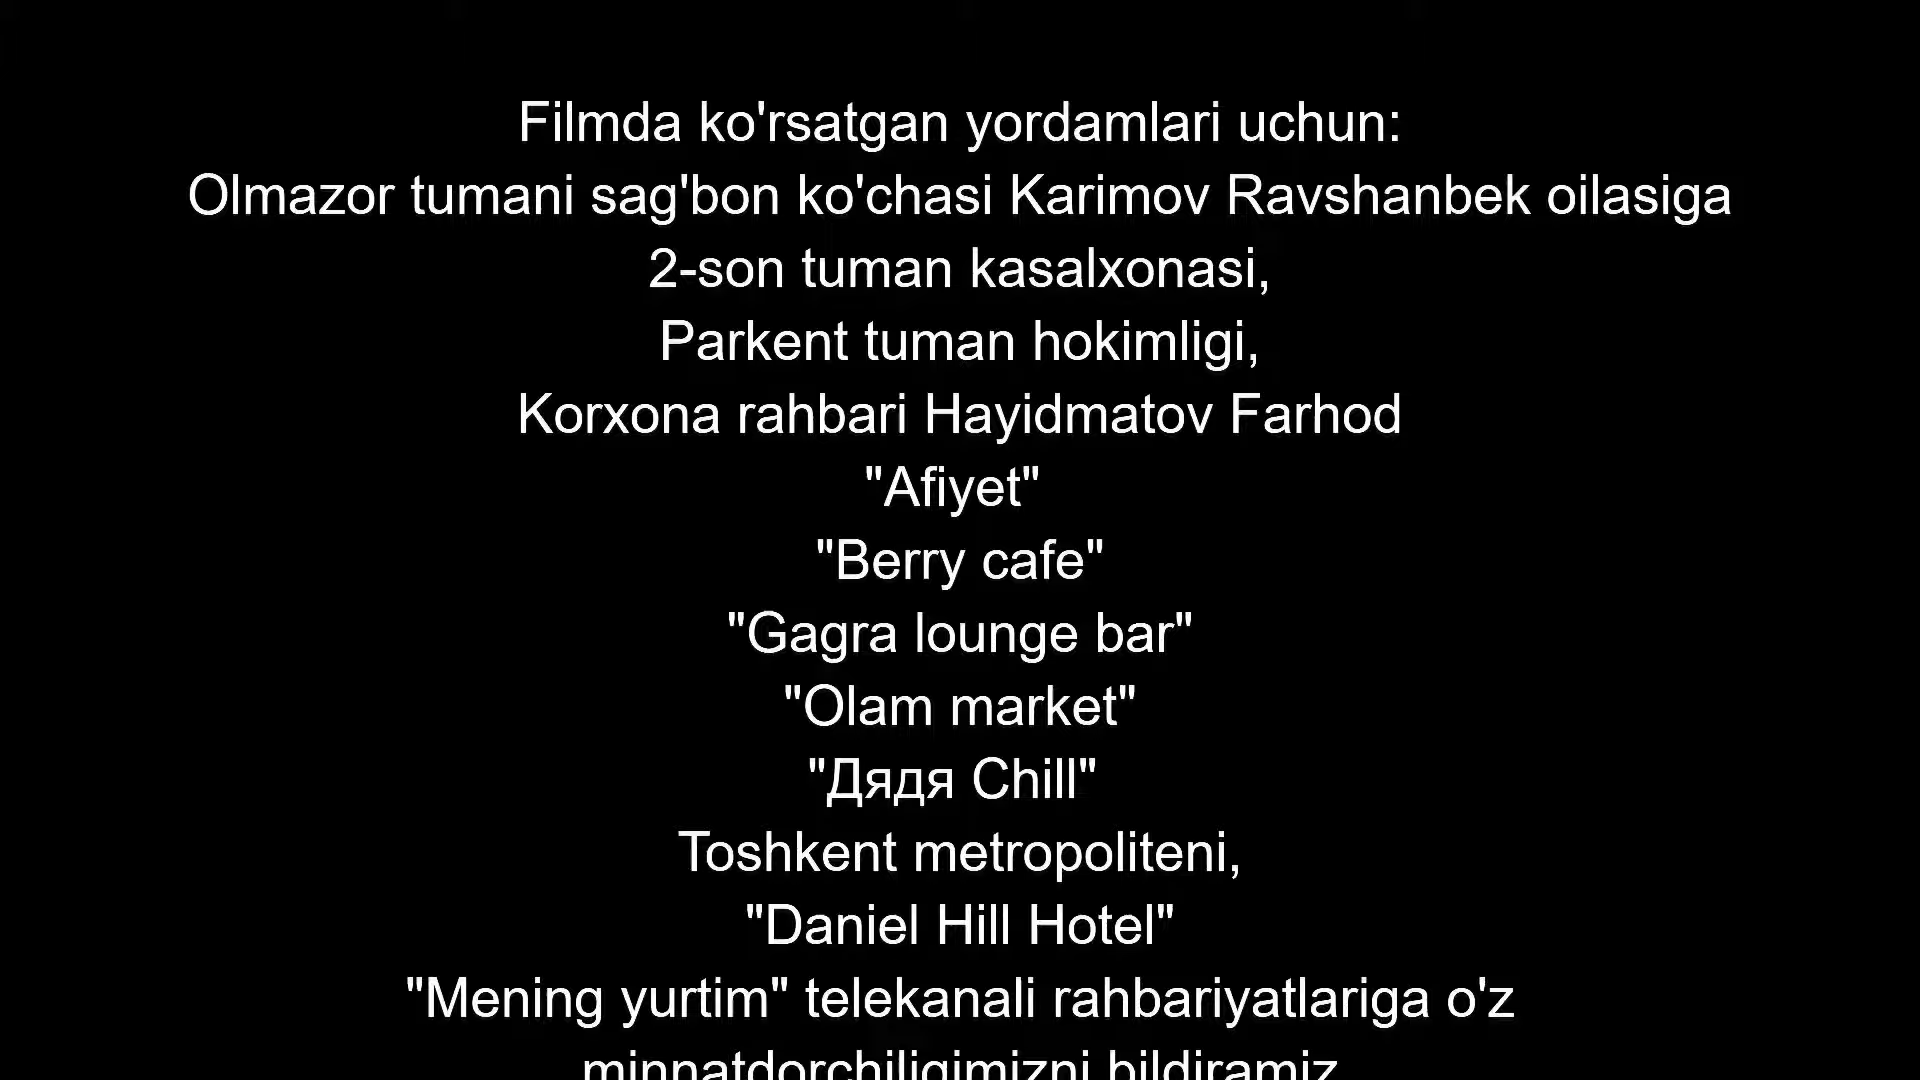 Filmda ko'rsatgan yordamlari uchun:
Olmazor tumani sag'bon ko'chasi Karimov Ravshanbek oilasiga
2-son tuman kasalxonasi,
Parkent tuman hokimligi,
Korxona rahbari Hayidmatov Farhod
"Afiyet"
"Berry cafe"
"Gagra lounge bar"
"Olam market"
"Дядя Chill"
Toshkent metropoliteni,
"Daniel Hill Hotel"
"Mening yurtim" telekanali rahbariyatlariga o'z
minnatdorchiligimizni bildiramiz